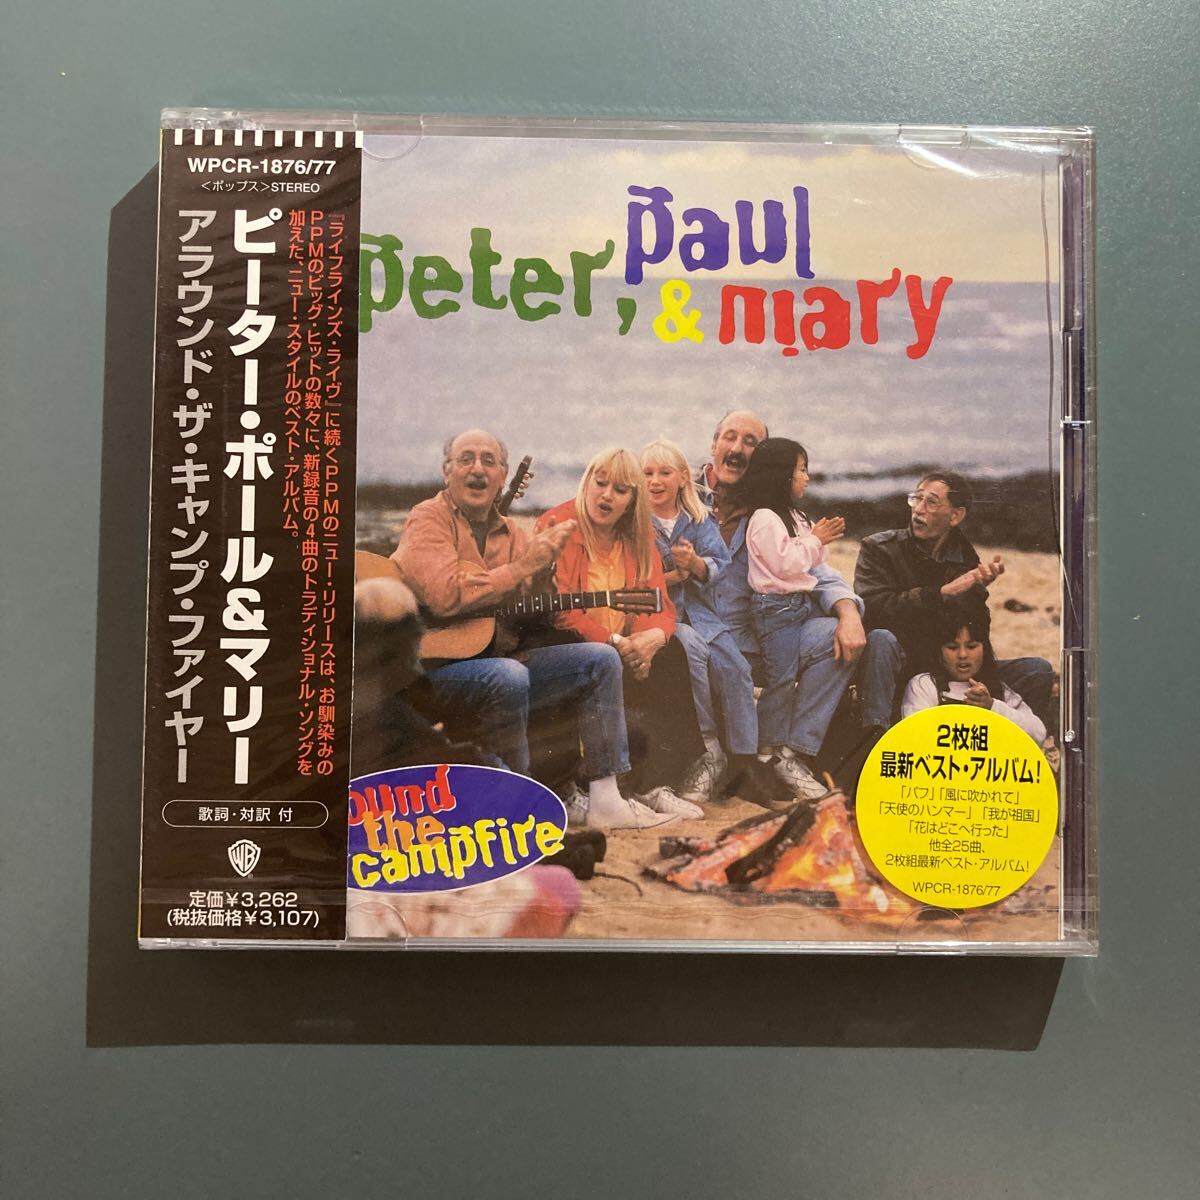 WPCR-1876/77
<ポップス>STEREO
『ライフラインズ・ライヴ』に続くPPMのニュー・リリースは、お馴染みの
PPMのビッグ・ヒットの数々に、新録音の4曲のトラディショナル・ソングを
加えた、ニュー・スタイルのベスト・アルバム。
ピーター・ポール&マリー
アラウンド・ザ・キャンプ・ファイヤー
歌詞・対訳 付
WB
定価¥3,262
(税抜価格¥3,107)
peter, paul
& mary
ound
the
campfire
2枚組
最新ベスト・アルバム!
「パフ」「風に吹かれて」
「天使のハンマー」「我が祖国」
「花はどこへ行った」
他全25曲、
2枚組最新ベスト・アルバム!
WPCR-1876/77